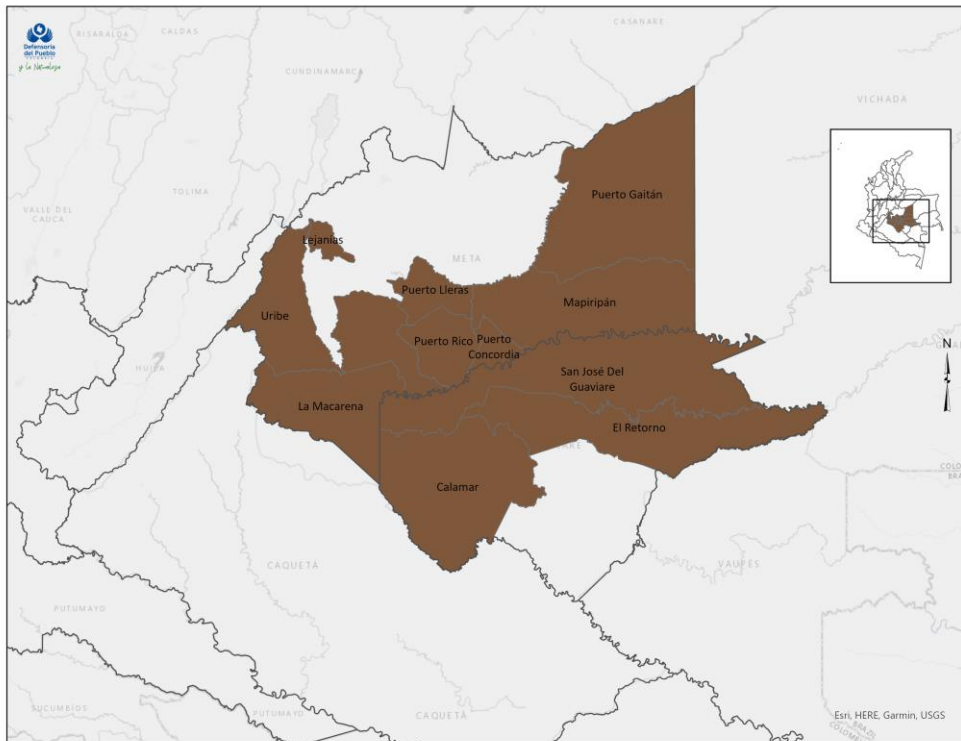 RISARALDA
CALDAS
CASANARE
Defensoría
del Pueblo
COLOMBIA
y la Naturaleza
CUNDINAMARCA
VICHADA
Puerto Gaitán
TOLIMA
VALLE DEL
CAUCA
Lejanías
META
Puerto Lleras
Mapiripán
Uribe
Puerto Rico
Puerto
Concordia
N
HUILA
San José Del
Guaviare
La Macarena
El Retorno
Calamar
CAQUETÁ
VAUPÉS
PUTUMAYO
SUCUMBÍOS
PUTUMAYO
CAQUETÁ
Esri, HERE, Garmin, USGS
BRAZIL